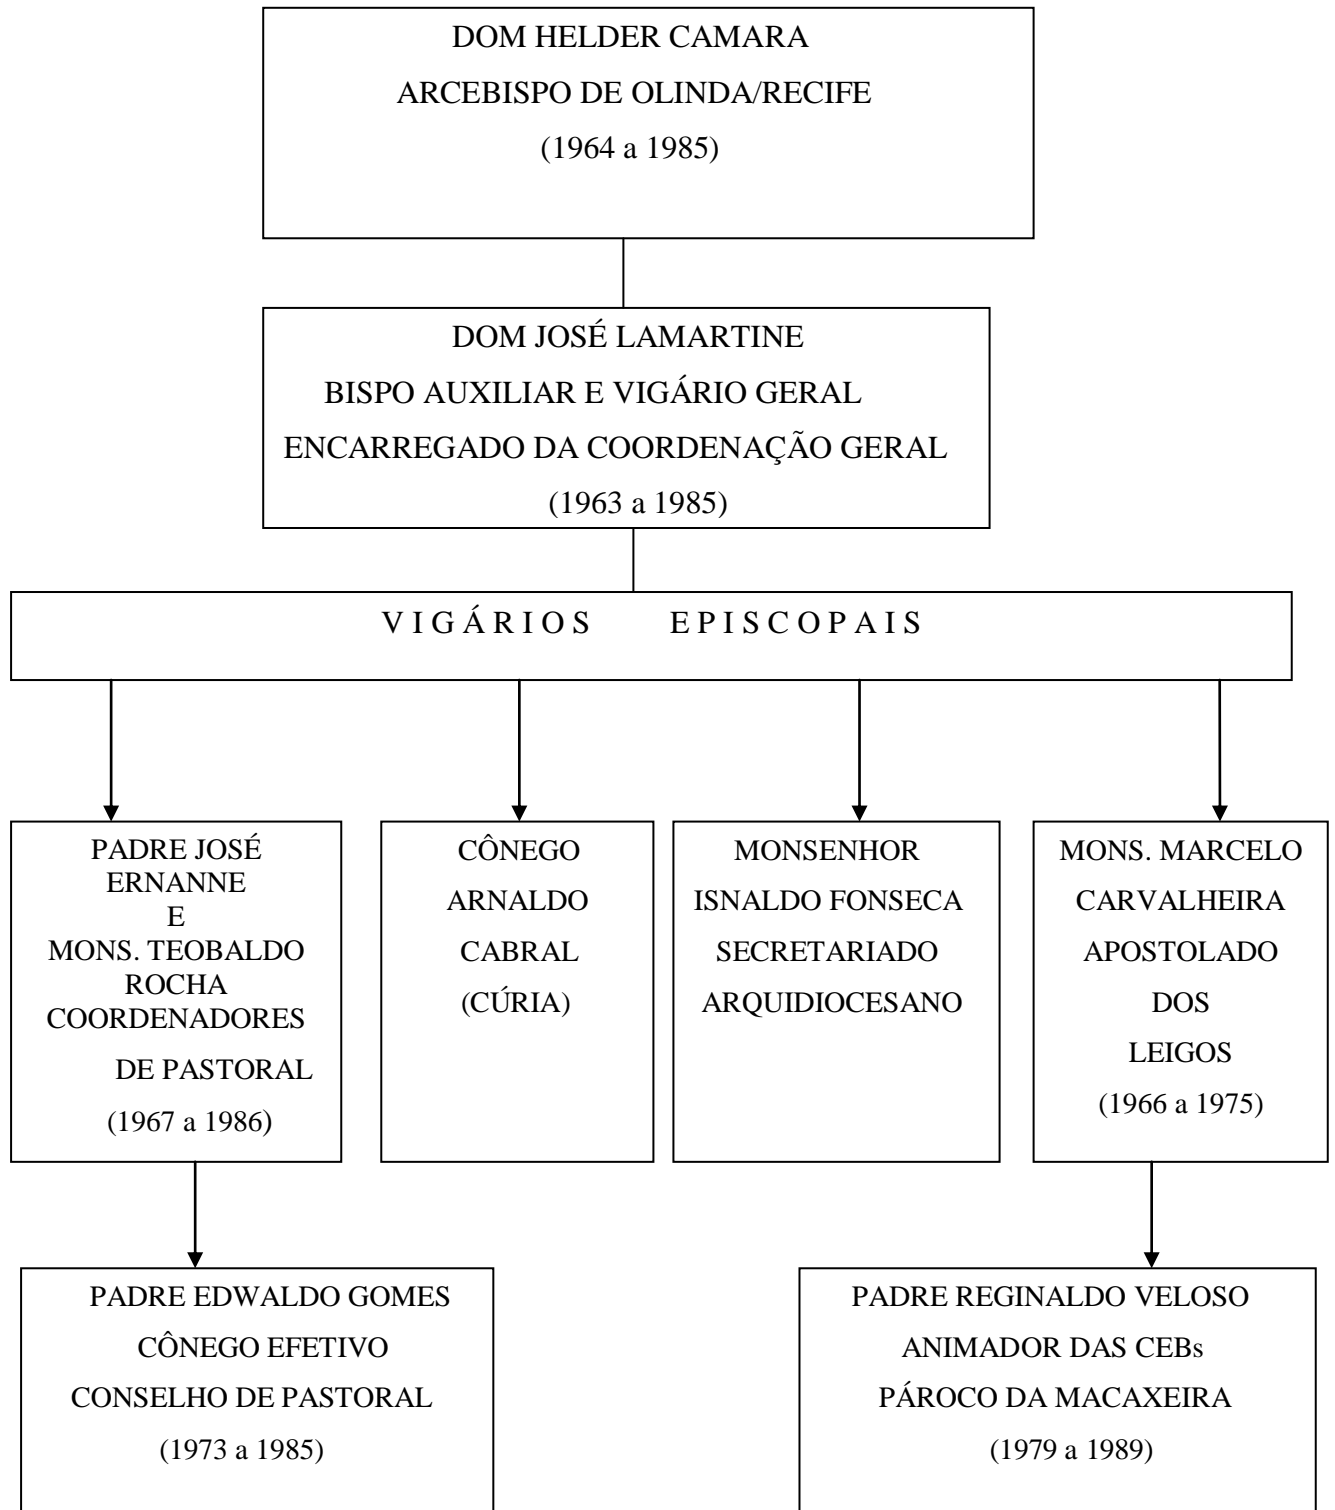 DOM HELDER CAMARA
ARCEBISPO DE OLINDA/RECIFE
(1964 a 1985)
DOM JOSÉ LAMARTINE
BISPO AUXILIAR E VIGÁRIO GERAL
ENCARREGADO DA COORDENAÇÃO GERAL
(1963 a 1985)
V I G Á R I O S E P I S C O P A I S
PADRE JOSÉ
ERNANNE
E
MONS. TEOBALDO
ROCHA
COORDENADORES
DE PASTORAL
(1967 a 1986)
CÔNEGO
ARNALDO
CABRAL
(CÚRIA)
MONSENHOR
ISNALDO FONSECA
SECRETARIADO
ARQUIDIOCESANO
MONS. MARCELO
CARVALHEIRA
APOSTOLADO
DOS
LEIGOS
(1966 a 1975)
PADRE EDWALDO GOMES
CÔNEGO EFETIVO
CONSELHO DE PASTORAL
(1973 a 1985)
PADRE REGINALDO VELOSO
ANIMADOR DAS CEBs
PÁROCO DA MACAXEIRA
(1979 a 1989)